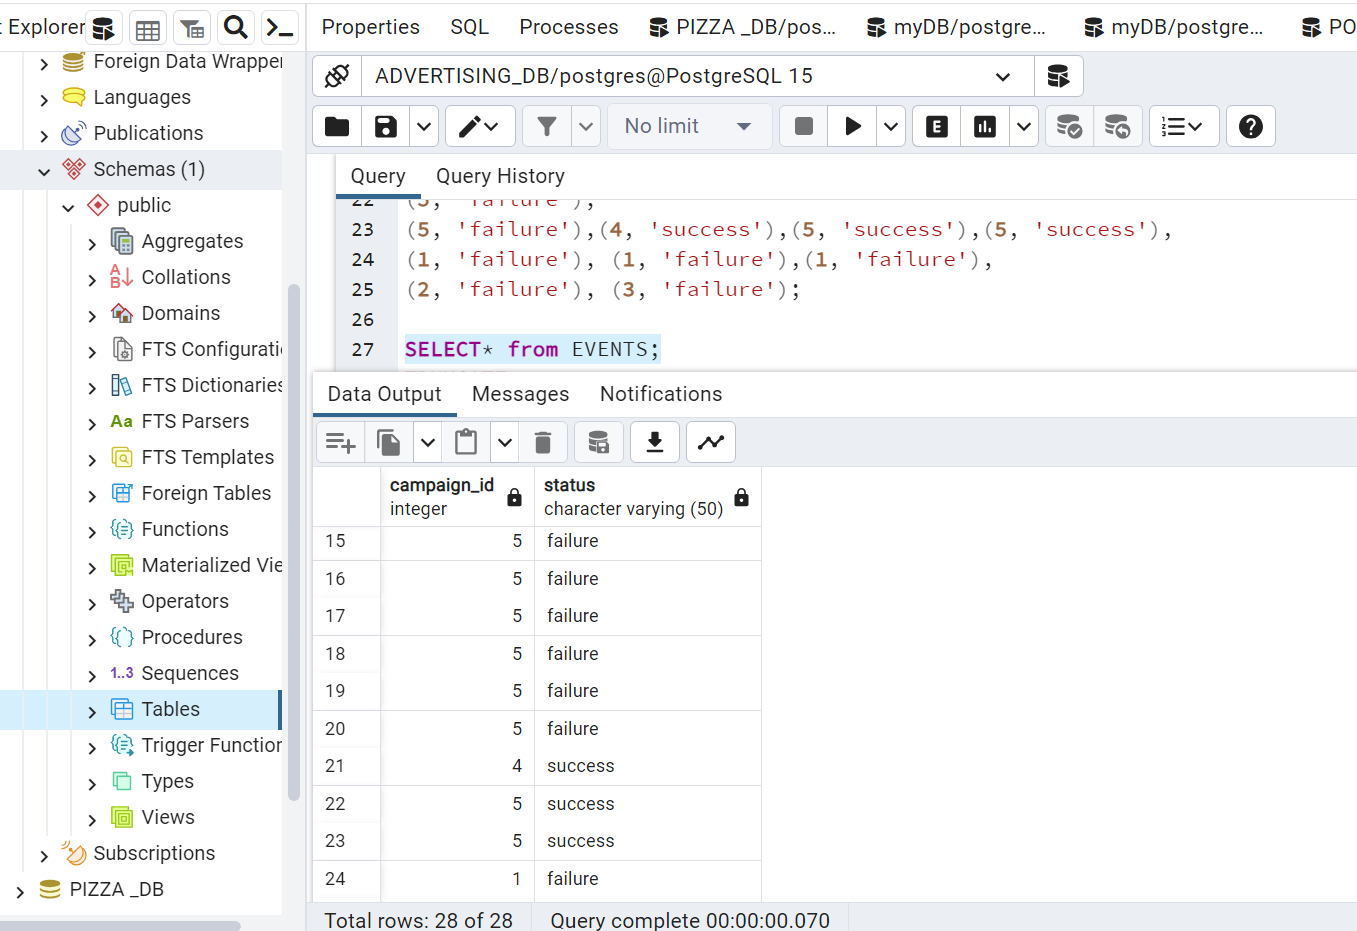 t Explorer
Foreign Data Wrapper
Languages
Publications
Schemas (1)
public
Aggregates
Collations
Domains
FTS Configurati
FTS Dictionaries
Aa FTS Parsers
FTS Templates
Foreign Tables
Functions
Materialized Vie
Operators
Procedures
1..3 Sequences
Tables
Trigger Function
Types
Views
Subscriptions
PIZZA _DB
Properties SQL Processes PIZZA _DB/pos... myDB/postgre... myDB/postgre... PO
ADVERTISING_DB/postgres@PostgreSQL 15
No limit
Query Query History
22 (5, 'failure'),
23 (5, 'failure'),(4, 'success'),(5, 'success'),(5, 'success'),
24 (1, 'failure'), (1, 'failure'),(1, 'failure'),
25 (2, 'failure'), (3, 'failure');
26
27 SELECT* from EVENTS;
Data Output Messages Notifications
campaign_id status
integer character varying (50)
15 5 failure
16 5 failure
17 5 failure
18 5 failure
19 5 failure
20 5 failure
21 4 success
22 5 success
23 5 success
24 1 failure
Total rows: 28 of 28 Query complete 00:00:00.070